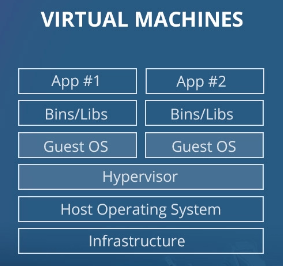 VIRTUAL MACHINES
App #1 App #2
Bins/Libs Bins/Libs
Guest OS Guest OS
Hypervisor
Host Operating System
Infrastructure